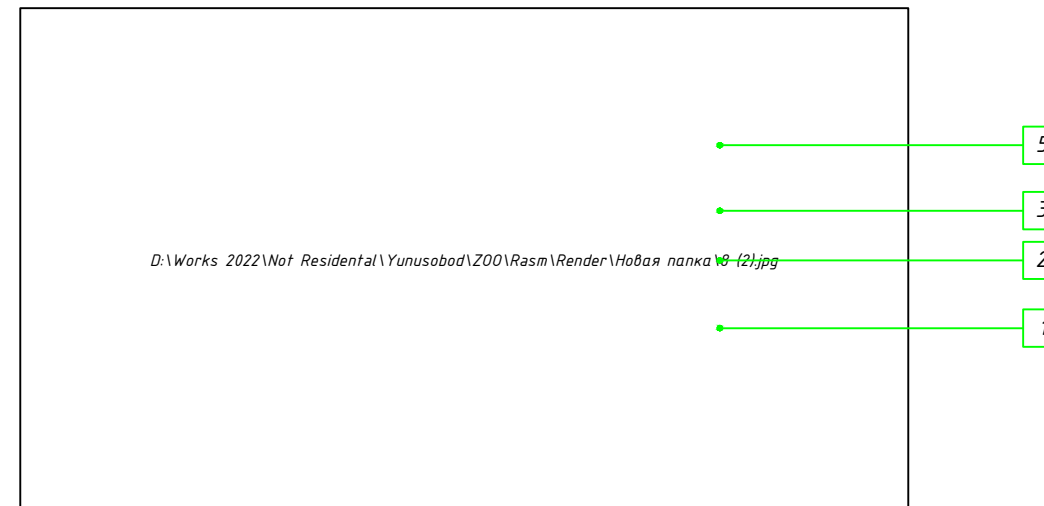 5
3
D:\Works 2022\Not Residental\Yunusobod\ZOO\Rasm\Render\Новая папка\8 (2).jpg
2
1